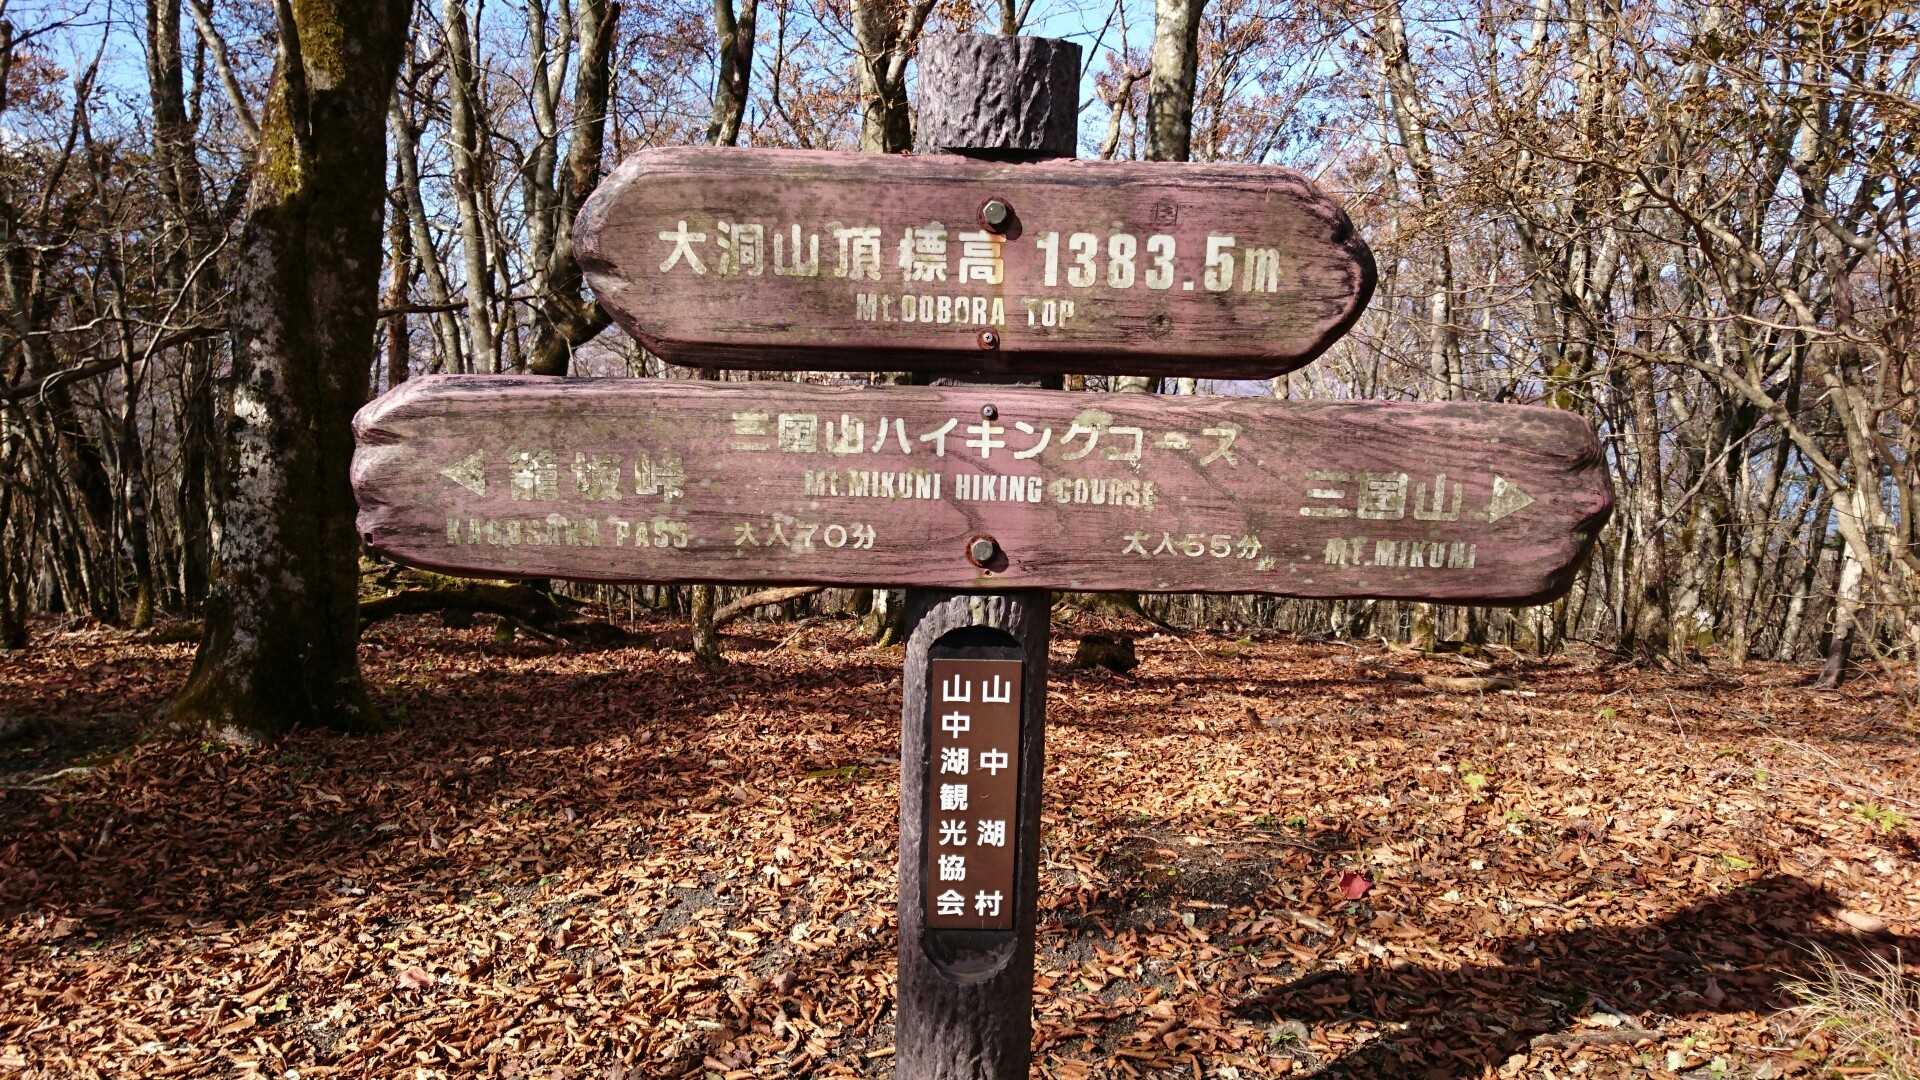 大洞山頂 標高 1383.5m
Mt.OOBORA TOP
三国山ハイキングコース
Mt.MIKUNI HIKING COURSE
籠坂峠
KAGOSAKA PASS
大人70分
三国山
大人55分
Mt.MIKUNI
山中湖村
山中湖観光協会